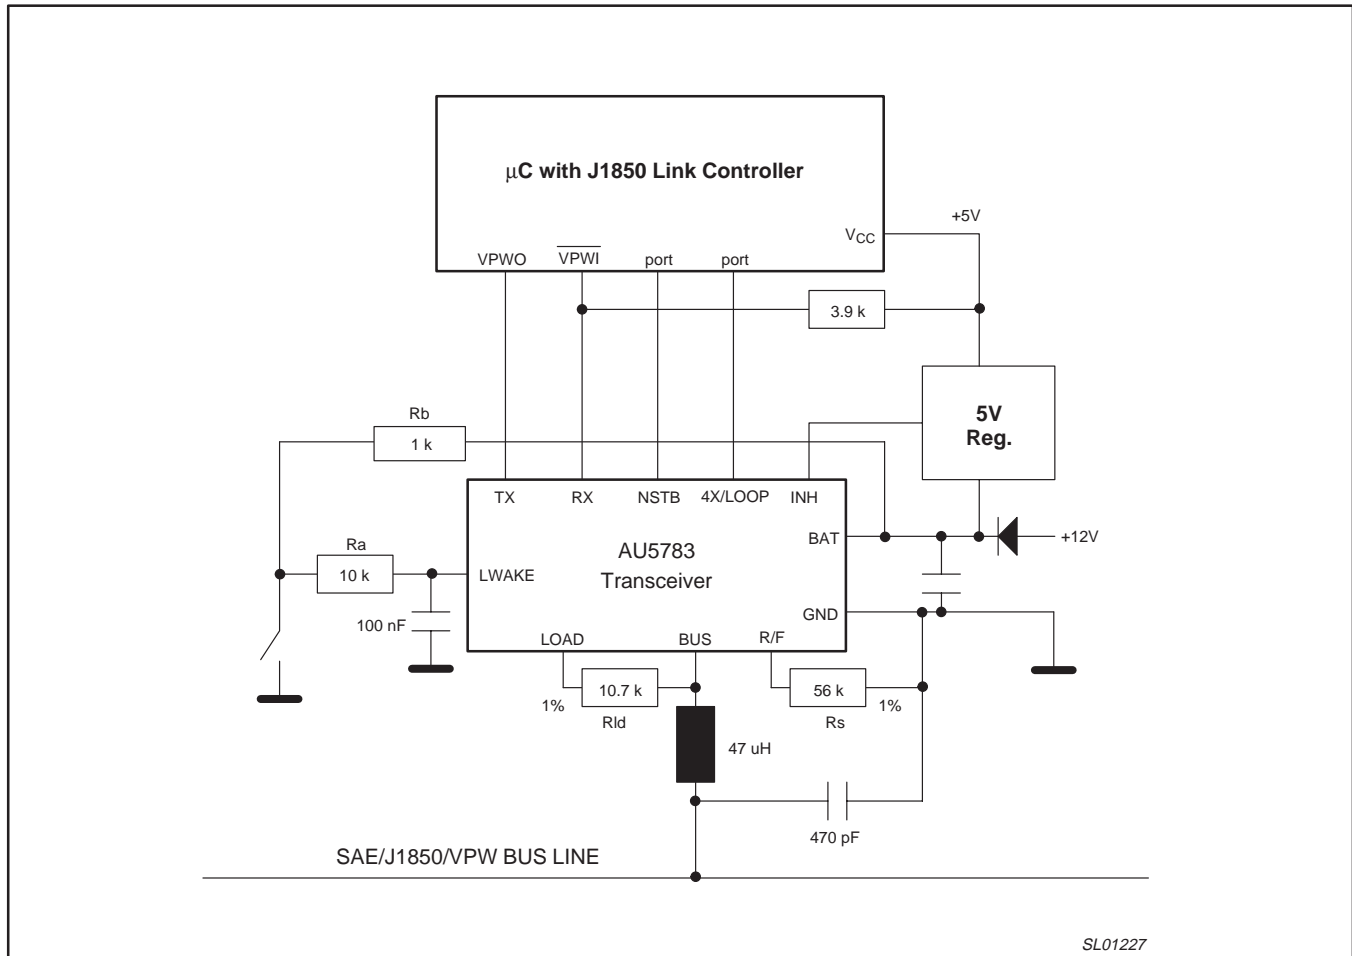 μC with J1850 Link Controller
+5V
VCC
VPWO VPWI port port
3.9 k
5V
Reg.
Rb
1 k
TX RX NSTB 4X/LOOP INH
BAT
+12V
AU5783
Transceiver
Ra
10 k
LWAKE
GND
100 nF
LOAD BUS R/F
10.7 k
56 k
1%
1%
Rld
Rs
47 uH
470 pF
SAE/J1850/VPW BUS LINE
SL01227